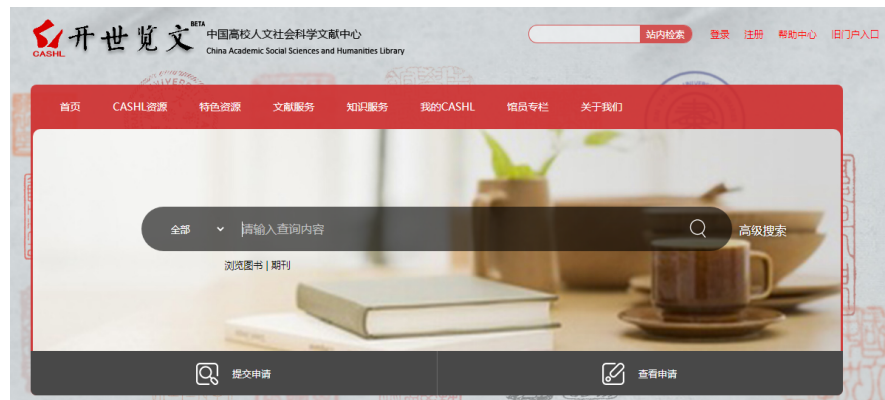 CASHL 开世览文 BETA
中国高校人文社会科学文献中心
China Academic Social Sciences and Humanities Library
站内检索 登录 注册 帮助中心 旧门户入口
首页 CASHL资源 特色资源 文献服务 知识服务 我的CASHL 馆员专栏 关于我们
全部 请输入查询内容 高级搜索
浏览图书 | 期刊
提交申请 查看申请